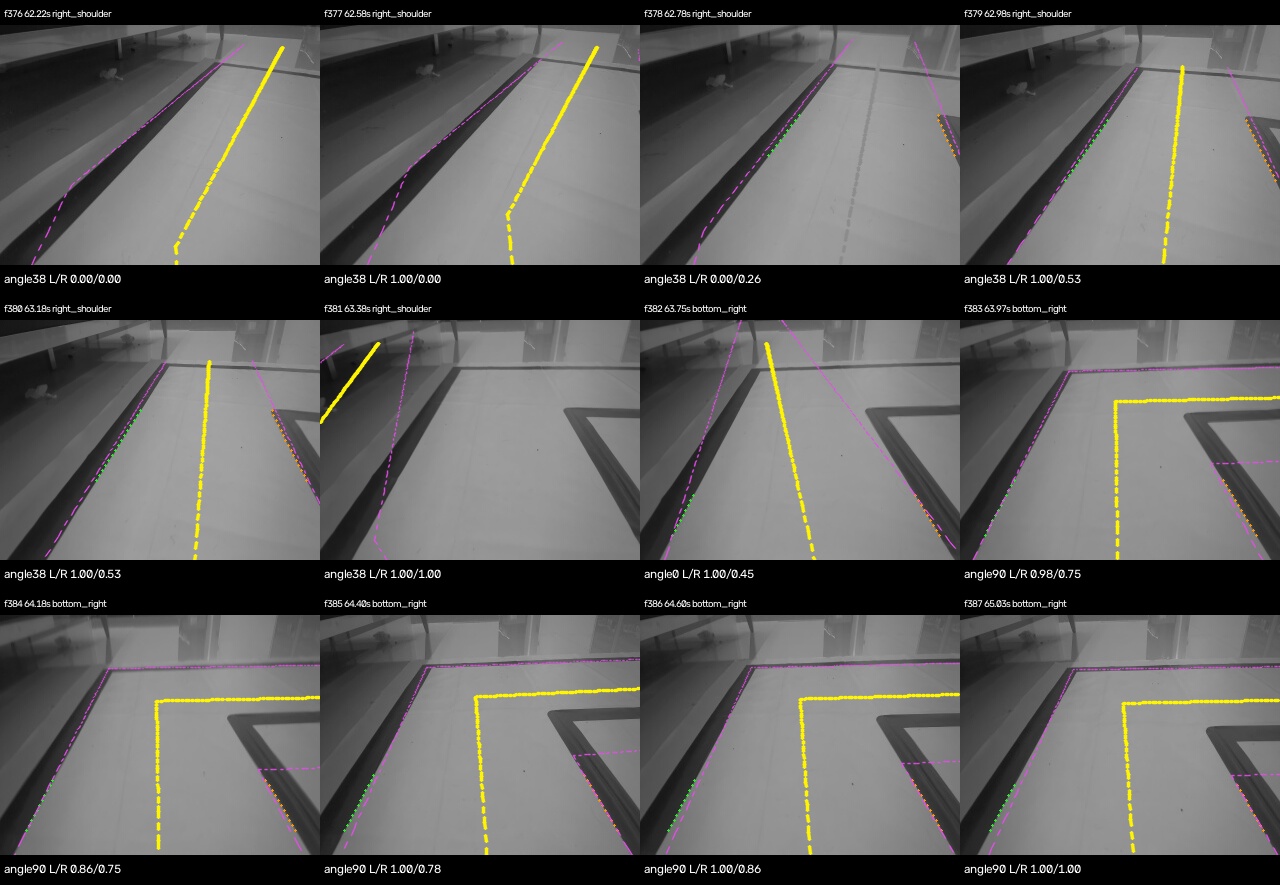 f376 62.22s right_shoulder
f377 62.58s right_shoulder
f378 62.78s right_shoulder
f379 62.98s right_shoulder
angle38 L/R 0.00/0.00
angle38 L/R 1.00/0.00
angle38 L/R 0.00/0.26
angle38 L/R 1.00/0.53
f380 63.18s right_shoulder
f381 63.38s right_shoulder
f382 63.75s bottom_right
f383 63.97s bottom_right
angle38 L/R 1.00/0.53
angle38 L/R 1.00/1.00
angle0 L/R 1.00/0.45
angle90 L/R 0.98/0.75
f384 64.18s bottom_right
f385 64.40s bottom_right
f386 64.60s bottom_right
f387 65.03s bottom_right
angle90 L/R 0.86/0.75
angle90 L/R 1.00/0.78
angle90 L/R 1.00/0.86
angle90 L/R 1.00/1.00